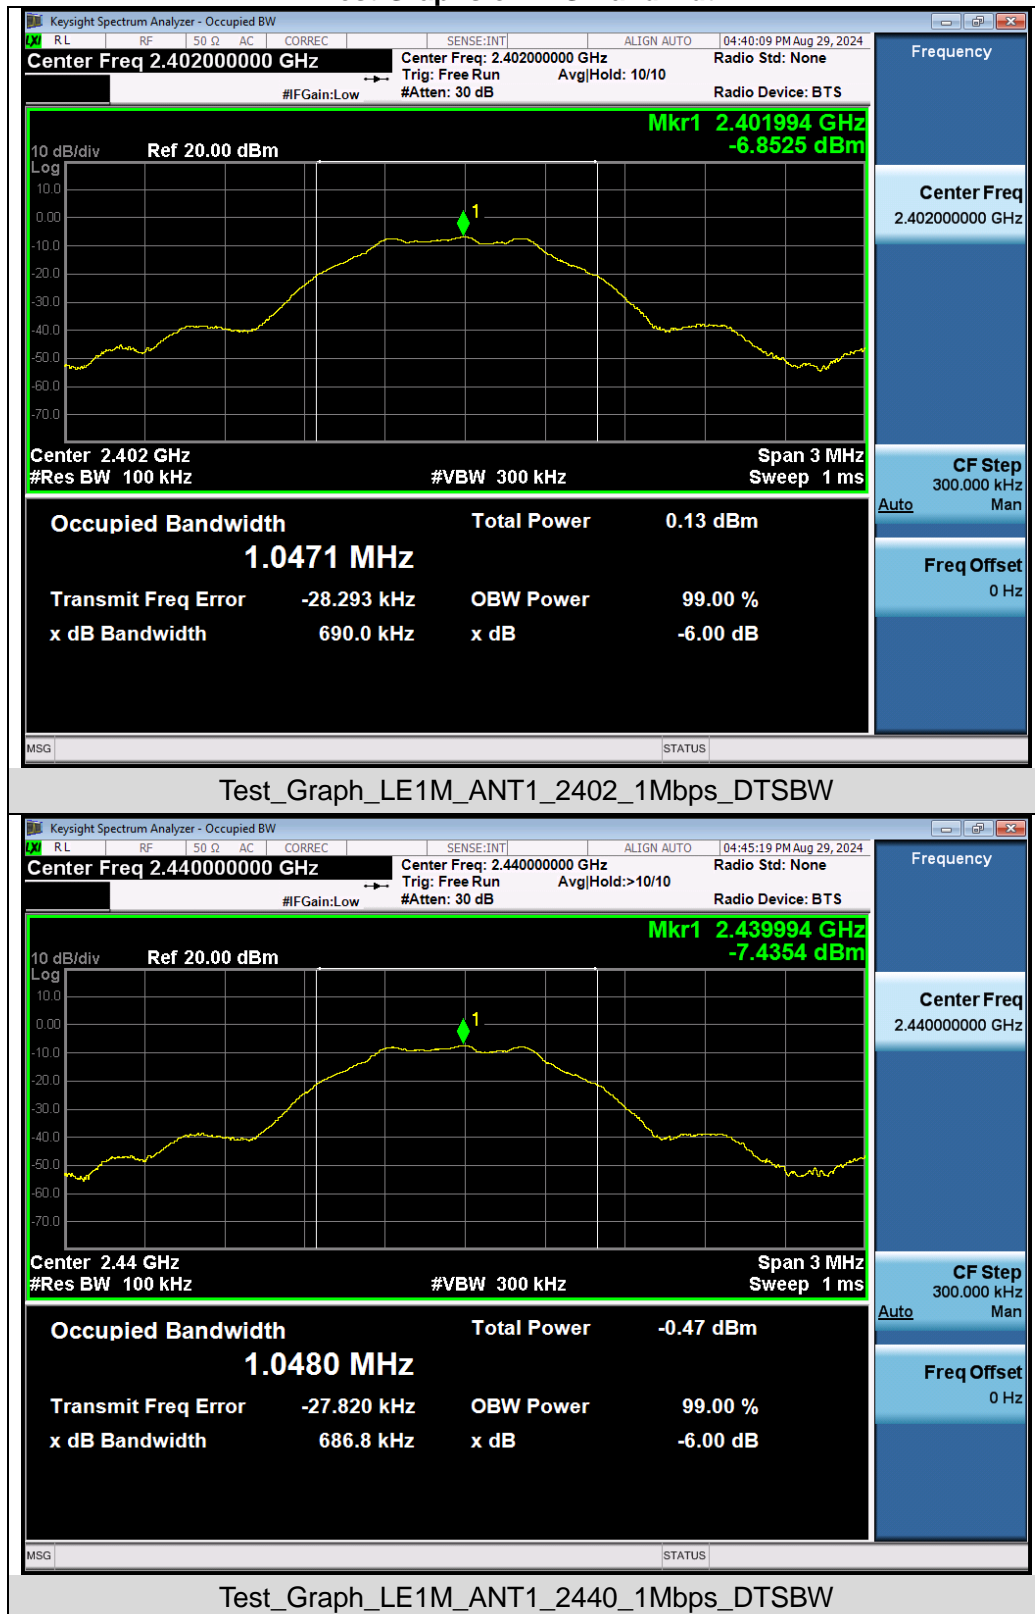 Keysight Spectrum Analyzer - Occupied BW
LXI RL RF 50 Ω AC CORREC SENSE:INT ALIGN AUTO 04:40:09 PM Aug 29, 2024
Center Freq 2.402000000 GHz
Center Freq: 2.402000000 GHz
Radio Std: None
Trig: Free Run Avg|Hold: 10/10
#IFGain:Low
#Atten: 30 dB
Radio Device: BTS
Frequency
Mkr1 2.401994 GHz
-6.8525 dBm
10 dB/div Ref 20.00 dBm
Log
10.0
0.00
-10.0
-20.0
-30.0
-40.0
-50.0
-60.0
-70.0
1
Center Freq
2.402000000 GHz
Center 2.402 GHz
Span 3 MHz
#Res BW 100 kHz
#VBW 300 kHz
Sweep 1 ms
CF Step
300.000 kHz
Auto Man
Occupied Bandwidth
Total Power 0.13 dBm
1.0471 MHz
Freq Offset
0 Hz
Transmit Freq Error -28.293 kHz
OBW Power 99.00 %
x dB Bandwidth 690.0 kHz
x dB -6.00 dB
MSG STATUS
Test_Graph_LE1M_ANT1_2402_1Mbps_DTSBW
Keysight Spectrum Analyzer - Occupied BW
LXI RL RF 50 Ω AC CORREC SENSE:INT ALIGN AUTO 04:45:19 PM Aug 29, 2024
Center Freq 2.440000000 GHz
Center Freq: 2.440000000 GHz
Radio Std: None
Trig: Free Run Avg|Hold:>10/10
#IFGain:Low
#Atten: 30 dB
Radio Device: BTS
Frequency
Mkr1 2.439994 GHz
-7.4354 dBm
10 dB/div Ref 20.00 dBm
Log
10.0
0.00
-10.0
-20.0
-30.0
-40.0
-50.0
-60.0
-70.0
1
Center Freq
2.440000000 GHz
Center 2.44 GHz
Span 3 MHz
#Res BW 100 kHz
#VBW 300 kHz
Sweep 1 ms
CF Step
300.000 kHz
Auto Man
Occupied Bandwidth
Total Power -0.47 dBm
1.0480 MHz
Freq Offset
0 Hz
Transmit Freq Error -27.820 kHz
OBW Power 99.00 %
x dB Bandwidth 686.8 kHz
x dB -6.00 dB
MSG STATUS
Test_Graph_LE1M_ANT1_2440_1Mbps_DTSBW